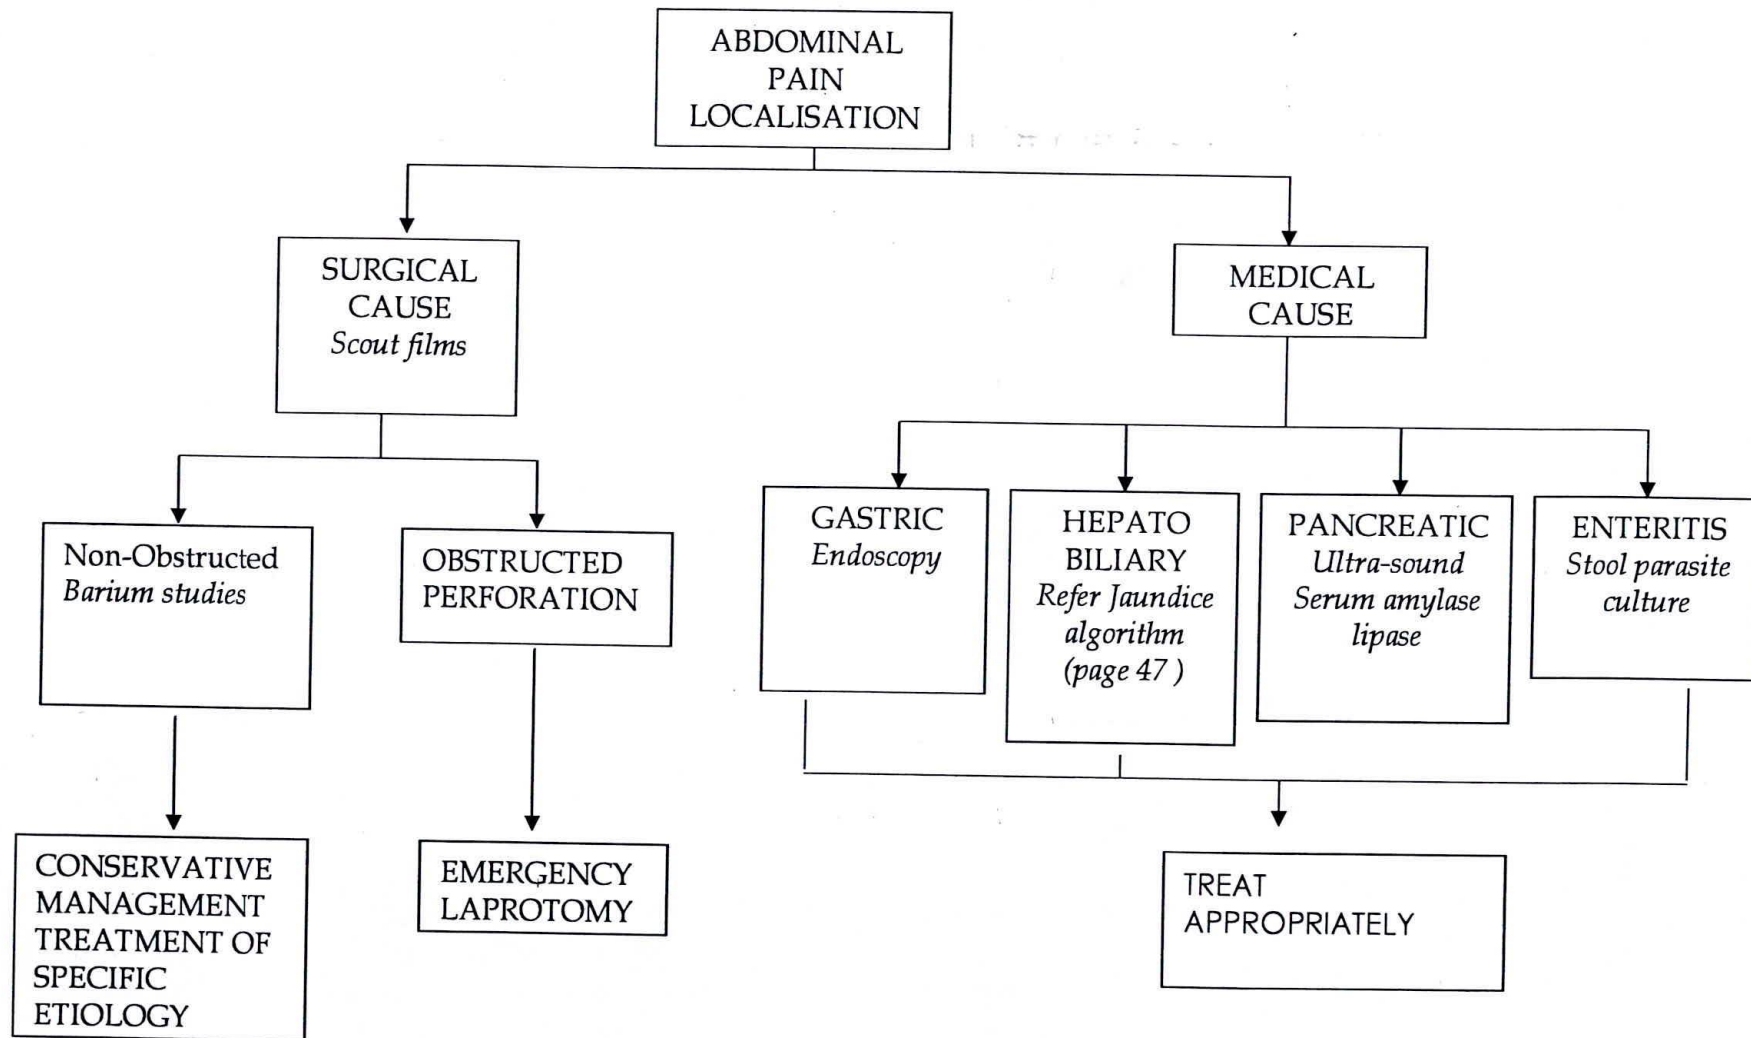 ABDOMINAL
PAIN
LOCALISATION
SURGICAL
CAUSE
Scout films
MEDICAL
CAUSE
Non-Obstructed
Barium studies
OBSTRUCTED
PERFORATION
GASTRIC
Endoscopy
HEPATO
BILIARY
Refer Jaundice
algorithm
(page 47 )
PANCREATIC
Ultra-sound
Serum amylase
lipase
ENTERITIS
Stool parasite
culture
CONSERVATIVE
MANAGEMENT
TREATMENT OF
SPECIFIC
ETIOLOGY
EMERGENCY
LAPROTOMY
TREAT
APPROPRIATELY